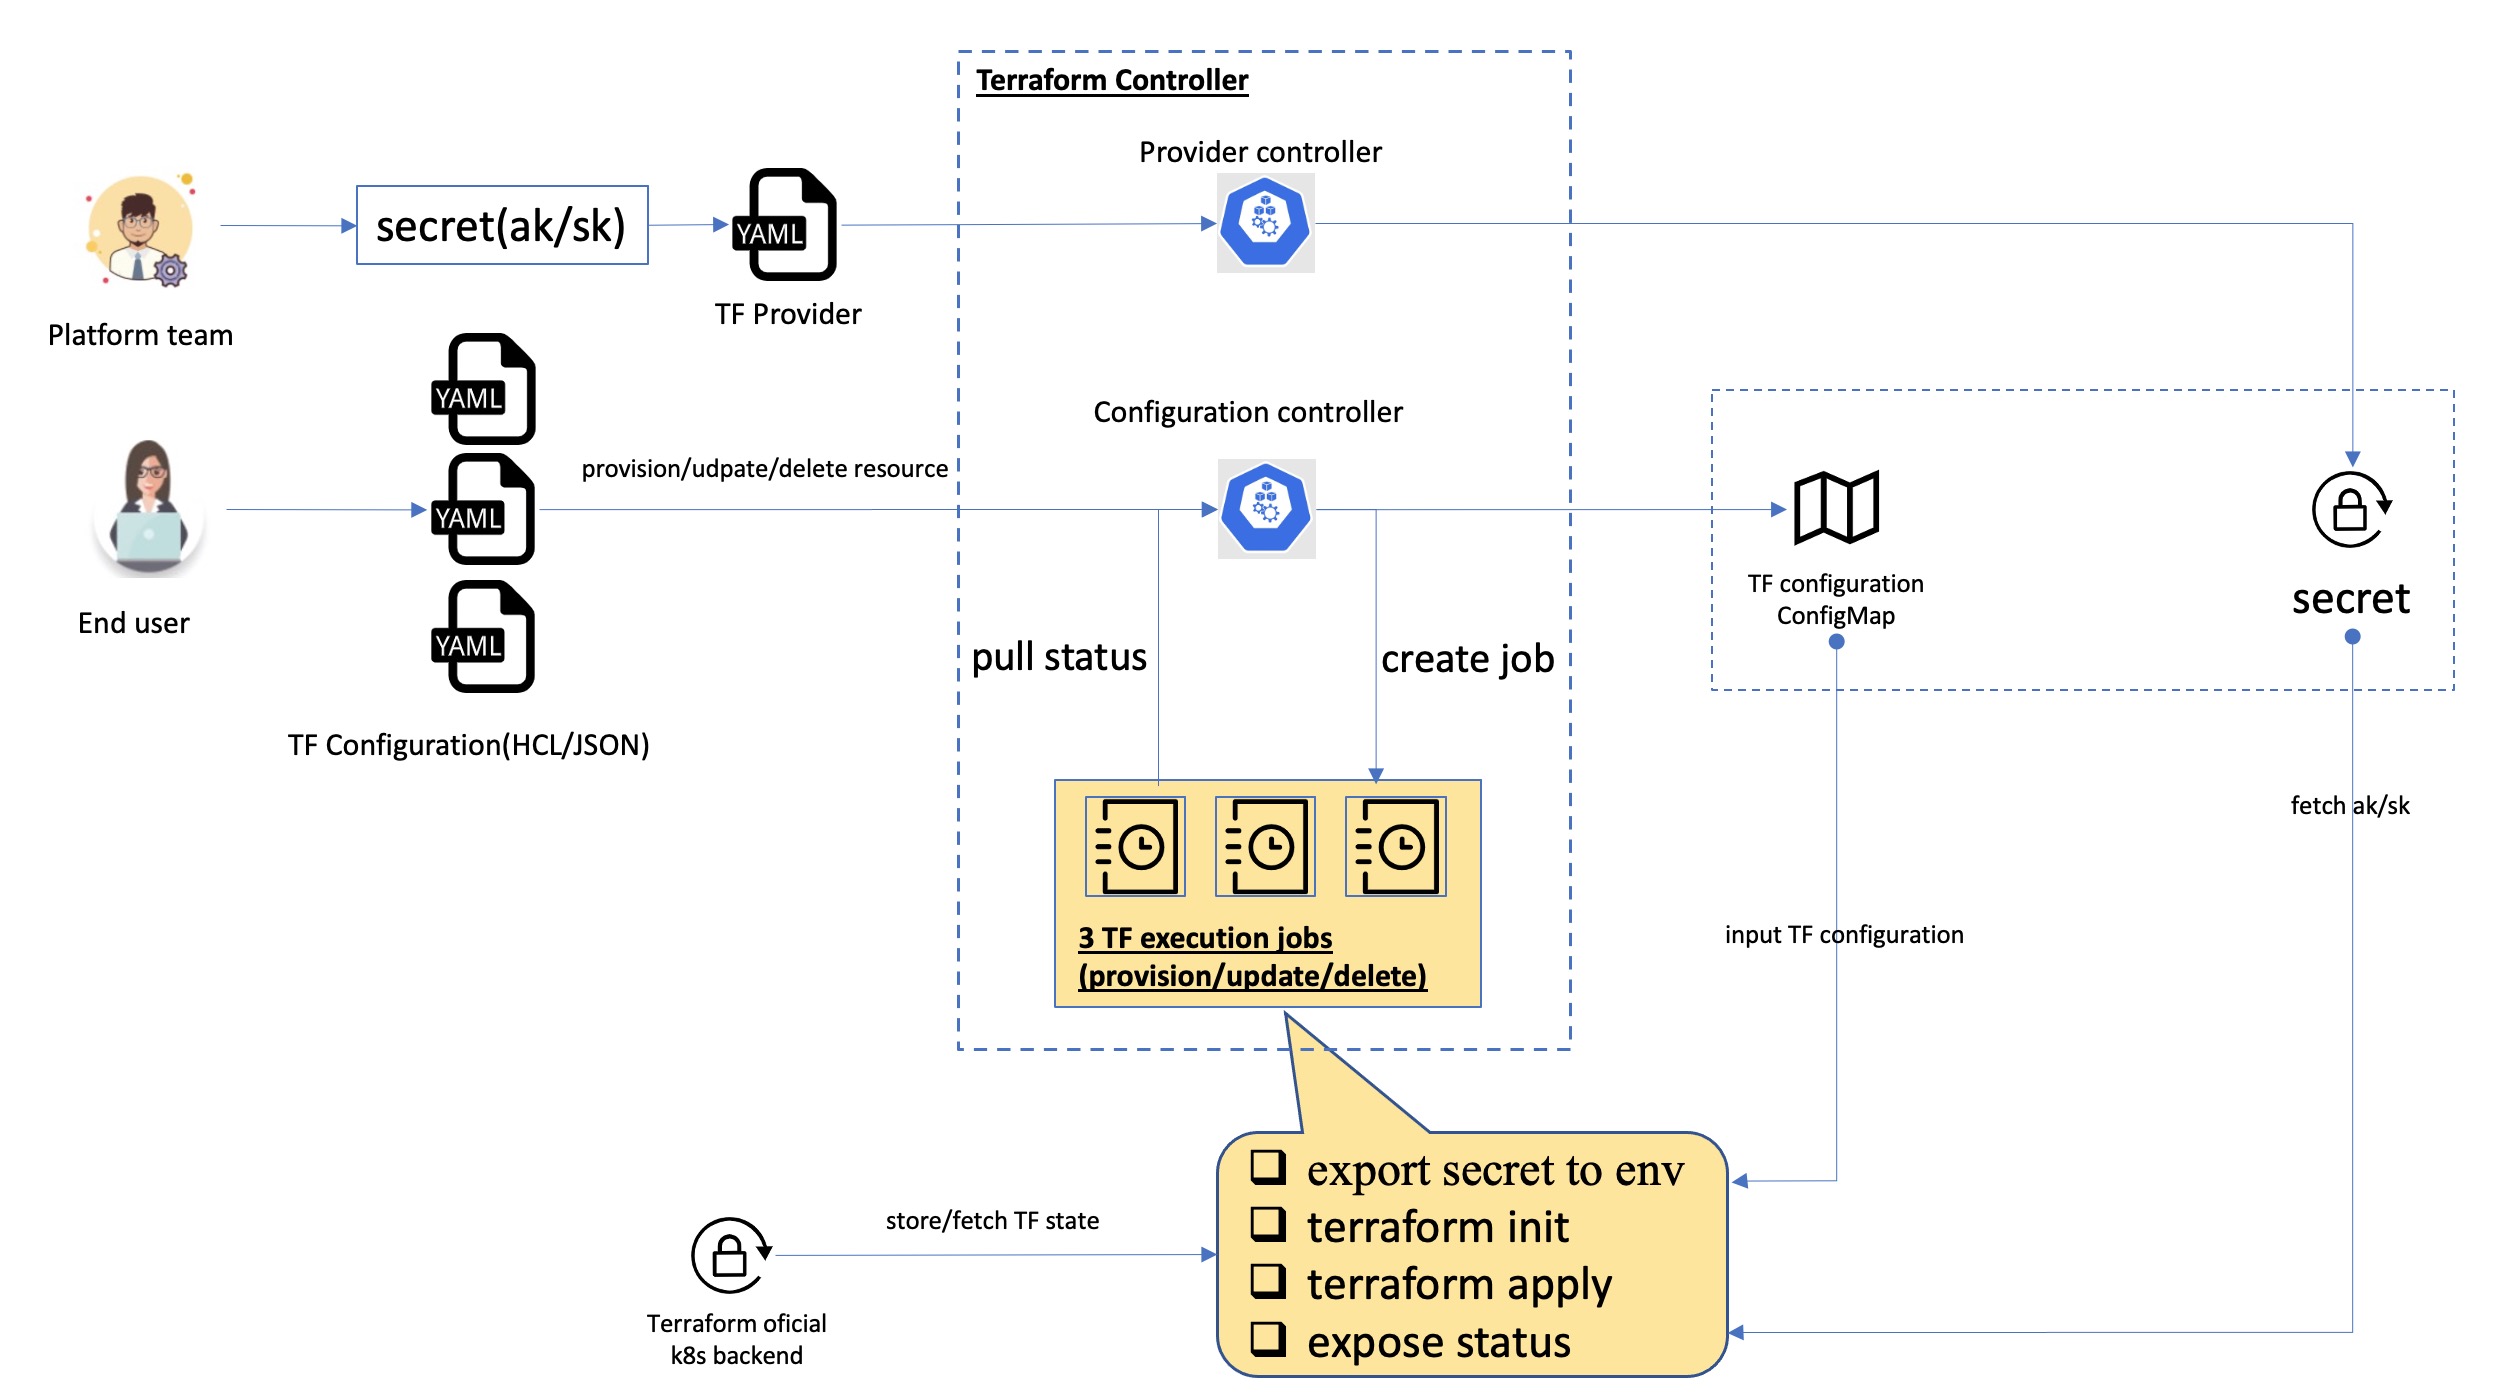 Terraform Controller
Provider controller
secret(ak/sk)
YAML
TF Provider
Platform team
YAML
Configuration controller
provision/udpate/delete resource
YAML
End user
YAML
TF Configuration(HCL/JSON)
TF configuration
ConfigMap
secret
pull status
create job
fetch ak/sk
3 TF execution jobs
(provision/update/delete)
input TF configuration
export secret to env
terraform init
terraform apply
expose status
store/fetch TF state
Terraform oficial
k8s backend